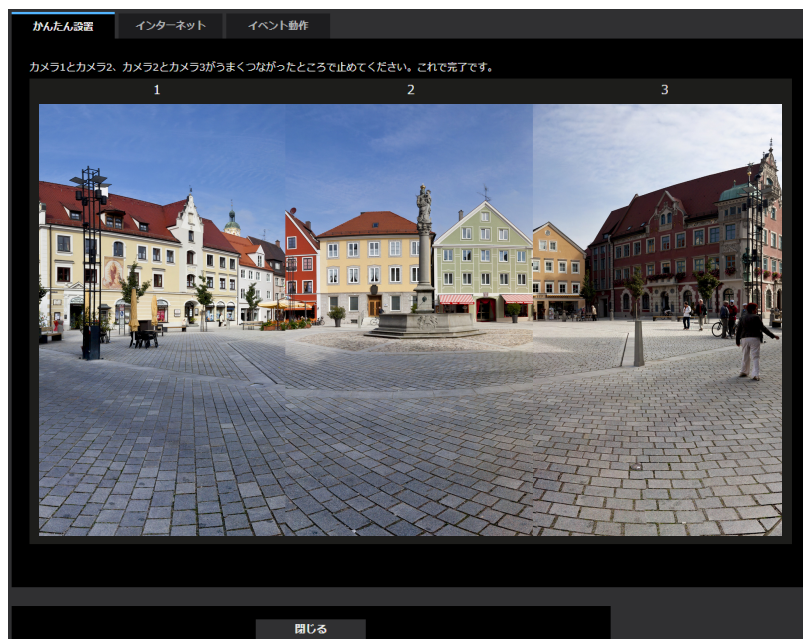 かんたん設置 インターネット イベント動作
カメラ1とカメラ2、カメラ2とカメラ3がうまくつながったところで止めてください。これで完了です。
1 2 3
閉じる